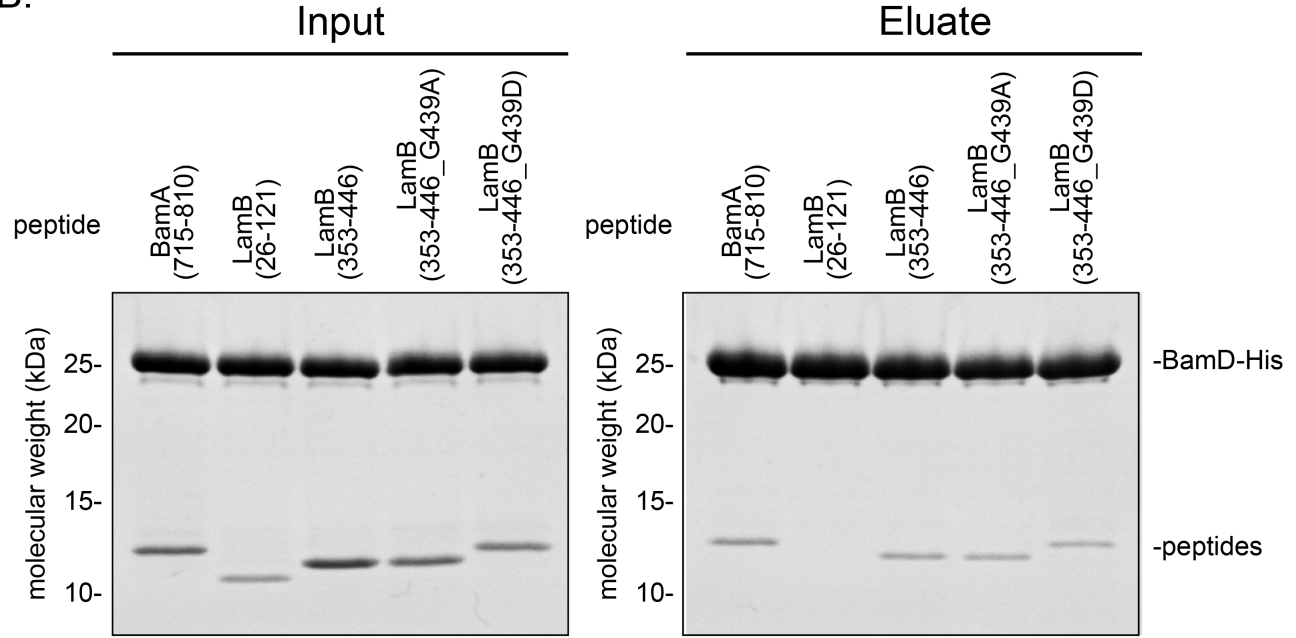 B.
Input
Eluate
peptide
BamA
(715-810)
LamB
(26-121)
LamB
(353-446)
LamB
(353-446_G439A)
LamB
(353-446_G439D)
peptide
BamA
(715-810)
LamB
(26-121)
LamB
(353-446)
LamB
(353-446_G439A)
LamB
(353-446_G439D)
molecular weight (kDa)
25-
20-
15-
10-
molecular weight (kDa)
25-
20-
15-
10-
-BamD-His
-peptides